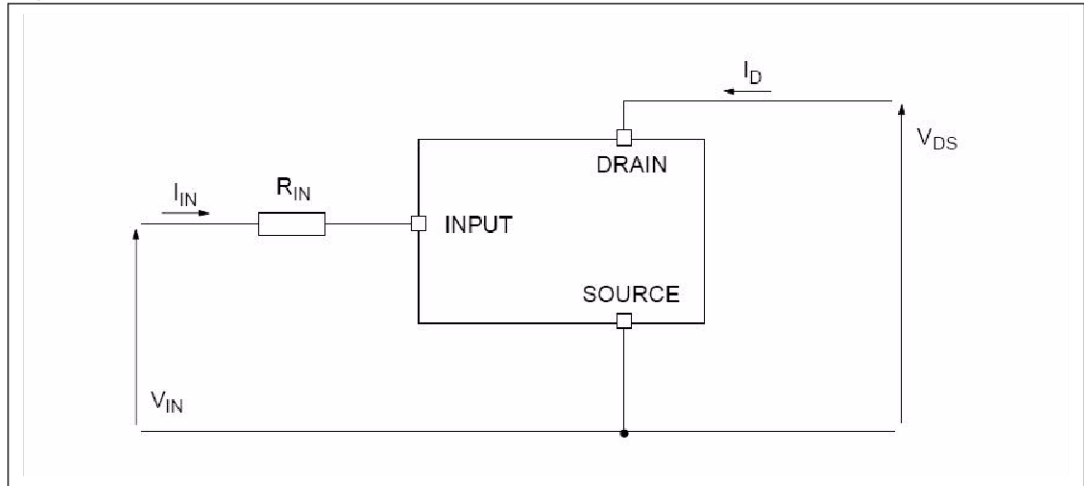 I_D
DRAIN
V_DS
R_IN
I_IN
INPUT
SOURCE
V_IN